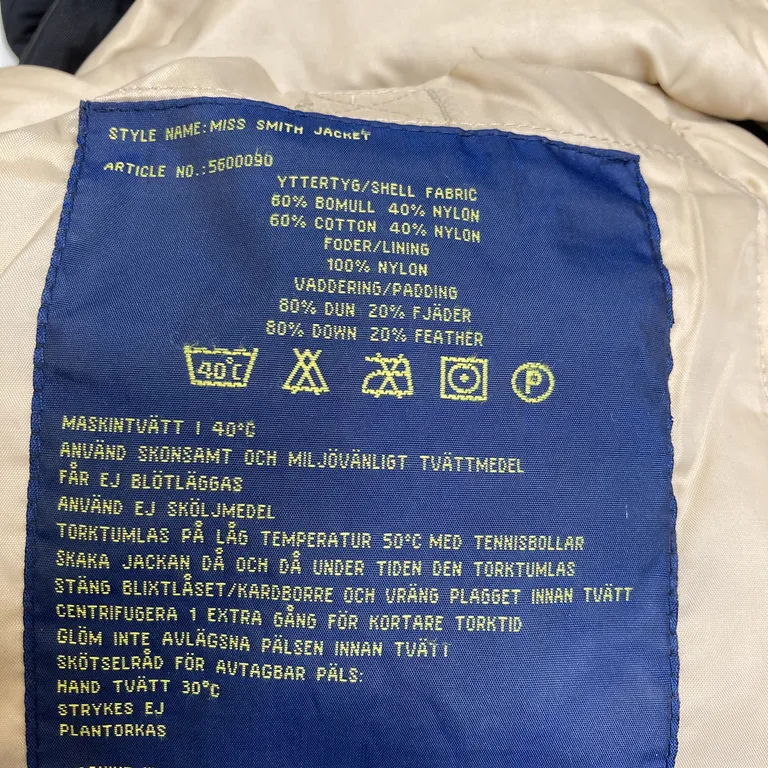 STYLE NAME:MISS SMITH JACKET
ARTICLE NO.:5600090
YTTERTYG/SHELL FABRIC
60% BOMULL 40% NYLON
60% COTTON 40% NYLON
FODER/LINING
100% NYLON
VADDERING/PADDING
80% DUN 20% FJÄDER
80% DOWN 20% FEATHER
40°C P
MASKINTVÄTT I 40°C
ANVÄND SKONSAMT OCH MILJÖVÄNLIGT TVÄTTMEDEL
FÅR EJ BLÖTLÄGGAS
ANVÄND EJ SKÖLJMEDEL
TORKTUMLAS PÅ LÅG TEMPERATUR 50°C MED TENNISBOLLAR
SKAKA JACKAN DÅ OCH DÅ UNDER TIDEN DEN TORKTUMLAS
STÄNG BLIXTLÅSET/KARDBORRE OCH VRÄNG PLAGGET INNAN TVÄTT
CENTRIFUGERA 1 EXTRA GÅNG FÖR KORTARE TORKTID
GLÖM INTE AVLÄGSNA PÄLSEN INNAN TVÄTT
SKÖTSELRÅD FÖR AVTAGBAR PÄLS:
HAND TVÄTT 30°C
STRYKES EJ
PLANTORKAS